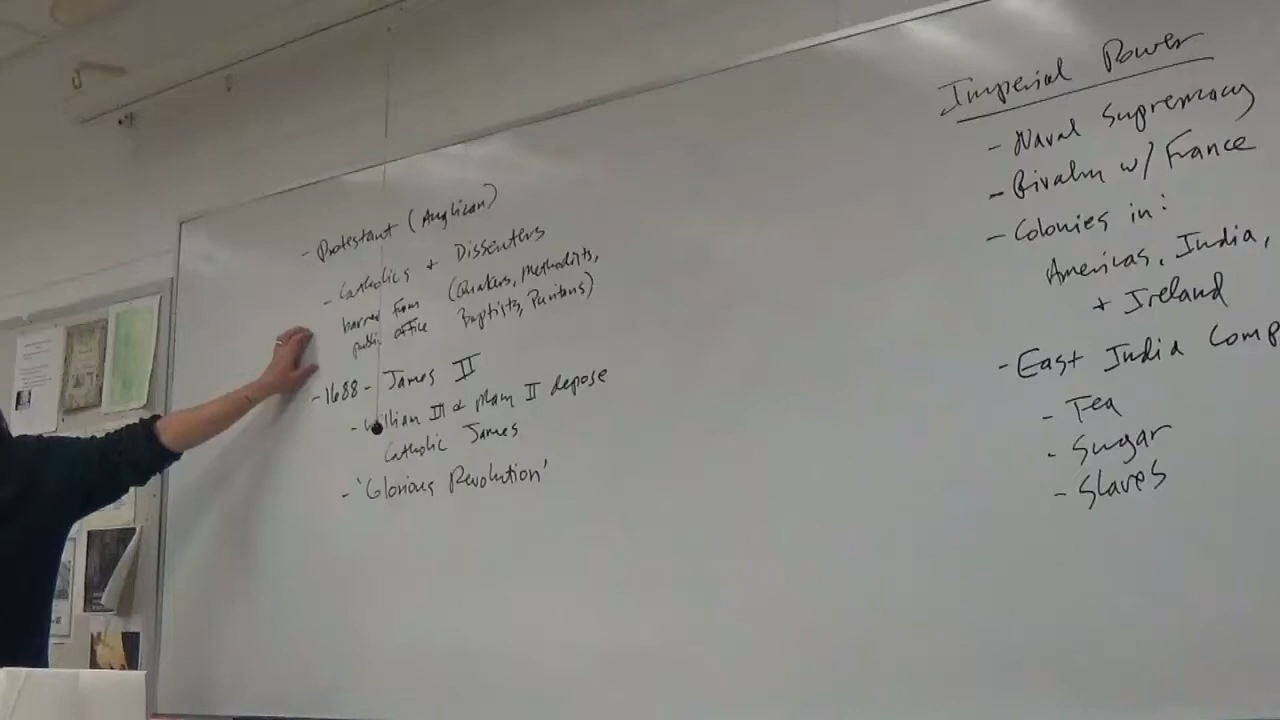 - Protestant (Anglican)
- Catholics + Dissenters
barred from (Quakers, Methodists,
public office Baptists, Puritans)
- 1688 - James II
- William III & Mary II depose
Catholic James
- 'Glorious Revolution'
Imperial Power
- Naval Supremacy
- Rivalry w/ France
- Colonies in:
Americas, India,
+ Ireland
- East India Comp
- Tea
- Sugar
- Slaves